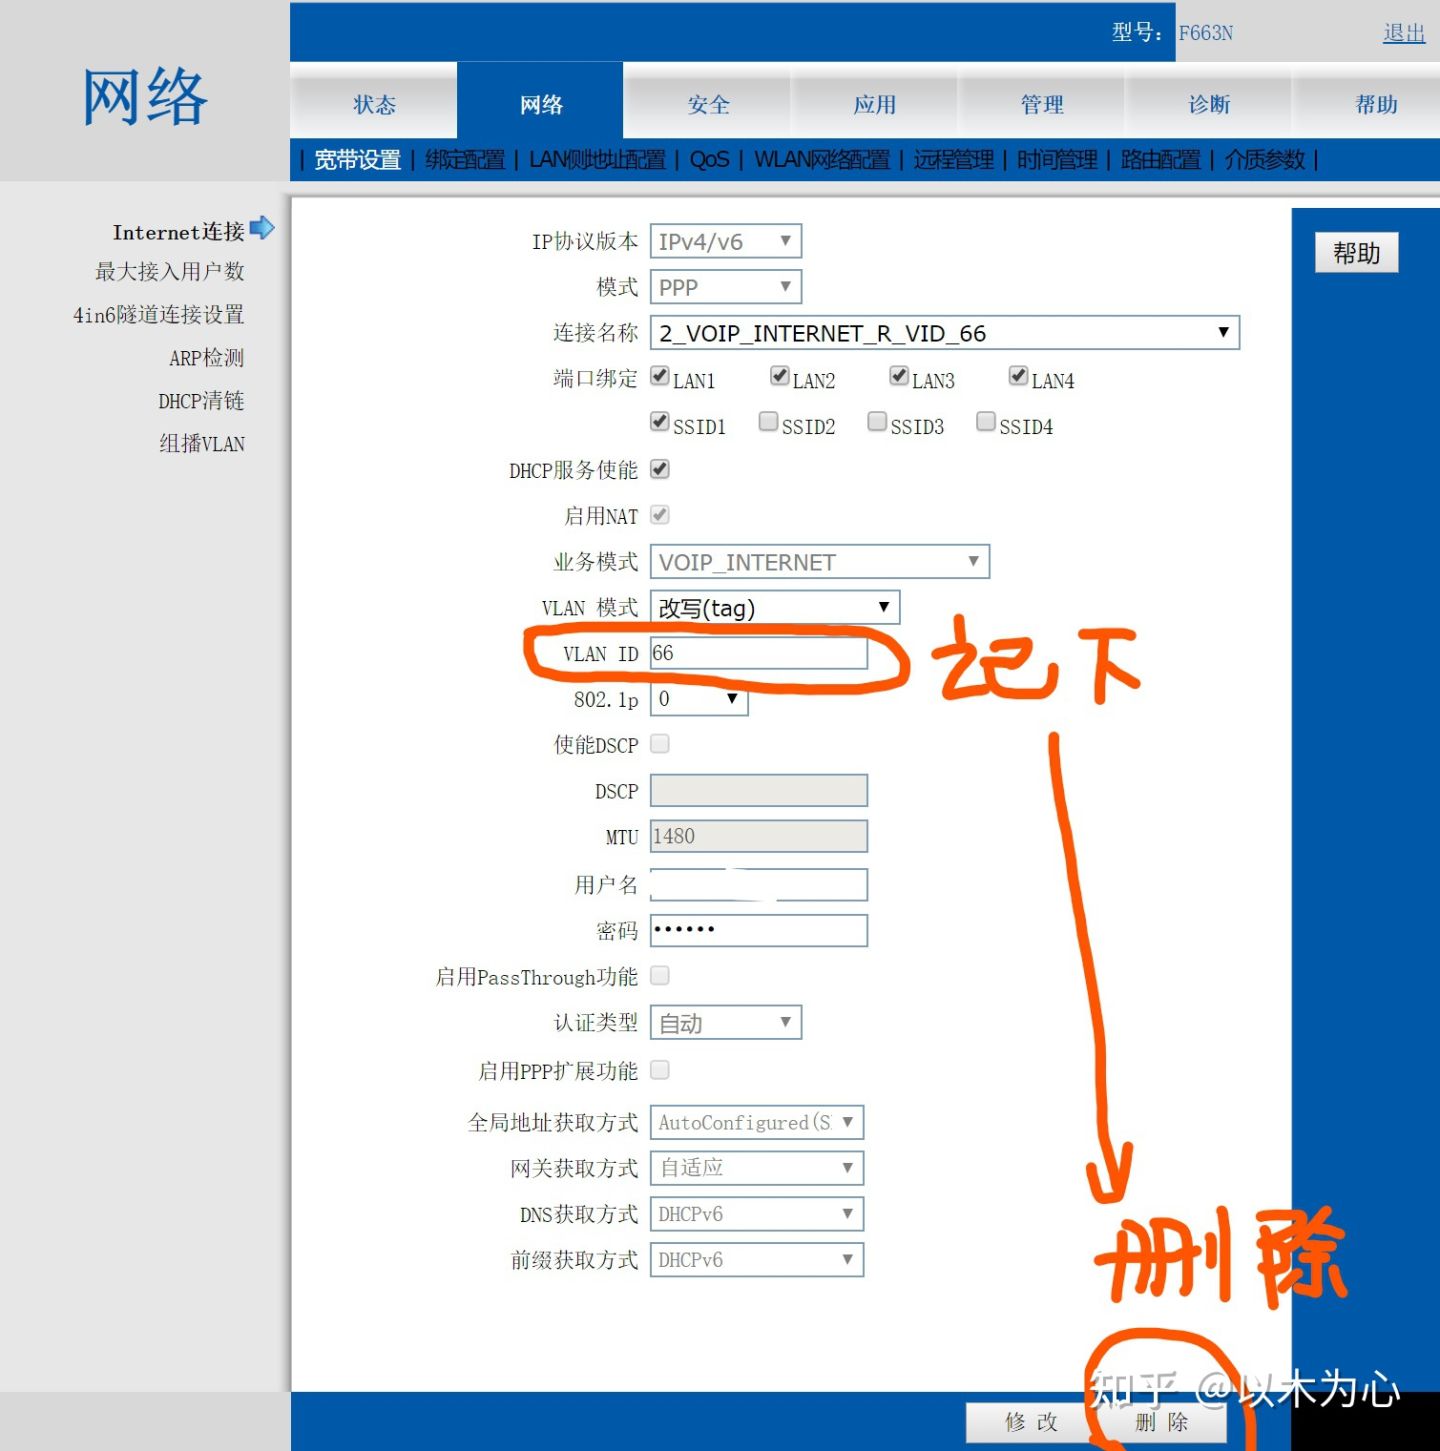 型号： F663N 退出
网络
状态 网络 安全 应用 管理 诊断 帮助
| 宽带设置 | 绑定配置 | LAN侧地址配置 | QoS | WLAN网络配置 | 远程管理 | 时间管理 | 路由配置 | 介质参数 |
Internet连接
最大接入用户数
4in6隧道连接设置
ARP检测
DHCP清链
组播VLAN
帮助
IP协议版本 IPv4/v6
模式 PPP
连接名称 2_VOIP_INTERNET_R_VID_66
端口绑定 LAN1 LAN2 LAN3 LAN4
SSID1 SSID2 SSID3 SSID4
DHCP服务使能
启用NAT
业务模式 VOIP_INTERNET
VLAN 模式 改写(tag)
VLAN ID 66 记下
802.1p 0
使能DSCP
DSCP
MTU 1480
用户名
密码 ••••••
启用PassThrough功能
认证类型 自动
启用PPP扩展功能
全局地址获取方式 AutoConfigured(S
网关获取方式 自适应
DNS获取方式 DHCPv6
前缀获取方式 DHCPv6
删除
知乎 @以木为心
修 改 删 除